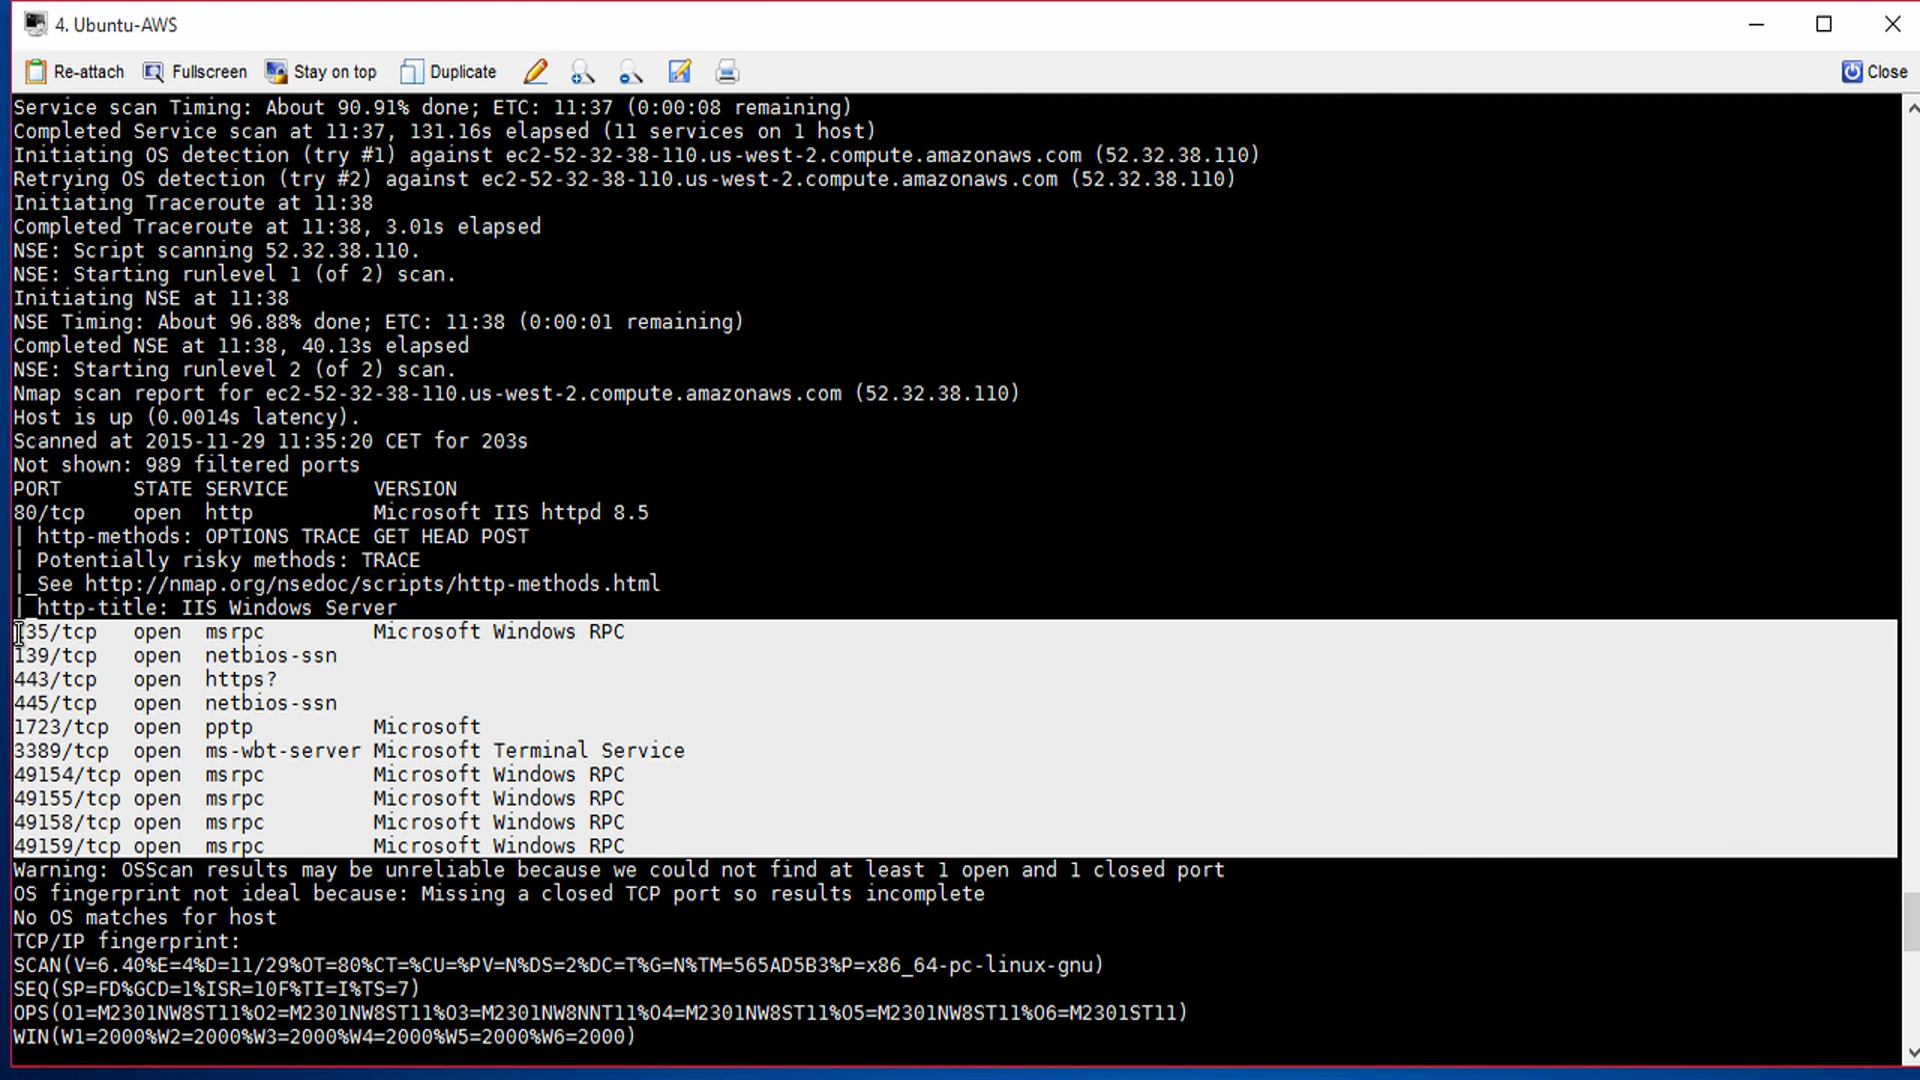 4. Ubuntu-AWS
Re-attach Fullscreen Stay on top Duplicate Close
Service scan Timing: About 90.91% done; ETC: 11:37 (0:00:08 remaining)
Completed Service scan at 11:37, 131.16s elapsed (11 services on 1 host)
Initiating OS detection (try #1) against ec2-52-32-38-110.us-west-2.compute.amazonaws.com (52.32.38.110)
Retrying OS detection (try #2) against ec2-52-32-38-110.us-west-2.compute.amazonaws.com (52.32.38.110)
Initiating Traceroute at 11:38
Completed Traceroute at 11:38, 3.01s elapsed
NSE: Script scanning 52.32.38.110.
NSE: Starting runlevel 1 (of 2) scan.
Initiating NSE at 11:38
NSE Timing: About 96.88% done; ETC: 11:38 (0:00:01 remaining)
Completed NSE at 11:38, 40.13s elapsed
NSE: Starting runlevel 2 (of 2) scan.
Nmap scan report for ec2-52-32-38-110.us-west-2.compute.amazonaws.com (52.32.38.110)
Host is up (0.0014s latency).
Scanned at 2015-11-29 11:35:20 CET for 203s
Not shown: 989 filtered ports
PORT      STATE SERVICE       VERSION
80/tcp    open  http          Microsoft IIS httpd 8.5
| http-methods: OPTIONS TRACE GET HEAD POST
| Potentially risky methods: TRACE
|_See http://nmap.org/nsedoc/scripts/http-methods.html
|_http-title: IIS Windows Server
135/tcp   open  msrpc         Microsoft Windows RPC
139/tcp   open  netbios-ssn
443/tcp   open  https?
445/tcp   open  netbios-ssn
1723/tcp  open  pptp          Microsoft
3389/tcp  open  ms-wbt-server Microsoft Terminal Service
49154/tcp open  msrpc         Microsoft Windows RPC
49155/tcp open  msrpc         Microsoft Windows RPC
49158/tcp open  msrpc         Microsoft Windows RPC
49159/tcp open  msrpc         Microsoft Windows RPC
Warning: OSScan results may be unreliable because we could not find at least 1 open and 1 closed port
OS fingerprint not ideal because: Missing a closed TCP port so results incomplete
No OS matches for host
TCP/IP fingerprint:
SCAN(V=6.40%E=4%D=11/29%OT=80%CT=%CU=%PV=N%DS=2%DC=T%G=N%TM=565AD5B3%P=x86_64-pc-linux-gnu)
SEQ(SP=FD%GCD=1%ISR=10F%TI=I%TS=7)
OPS(O1=M2301NW8ST11%O2=M2301NW8ST11%O3=M2301NW8NNT11%O4=M2301NW8ST11%O5=M2301NW8ST11%O6=M2301ST11)
WIN(W1=2000%W2=2000%W3=2000%W4=2000%W5=2000%W6=2000)